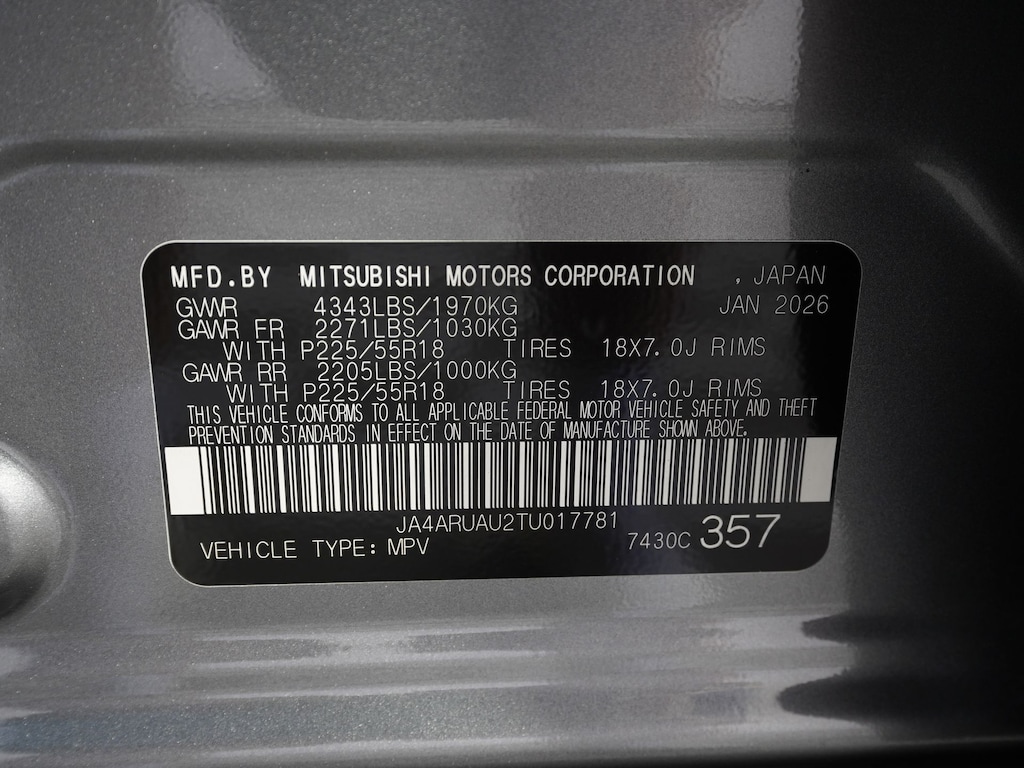 MFD.BY MITSUBISHI MOTORS CORPORATION , JAPAN
GVWR 4343LBS/1970KG JAN 2026
GAWR FR 2271LBS/1030KG
WITH P225/55R18 TIRES 18X7.0J RIMS
GAWR RR 2205LBS/1000KG
WITH P225/55R18 TIRES 18X7.0J RIMS
THIS VEHICLE CONFORMS TO ALL APPLICABLE FEDERAL MOTOR VEHICLE SAFETY AND THEFT
PREVENTION STANDARDS IN EFFECT ON THE DATE OF MANUFACTURE SHOWN ABOVE.
JA4ARUAU2TU017781
VEHICLE TYPE: MPV 7430C 357